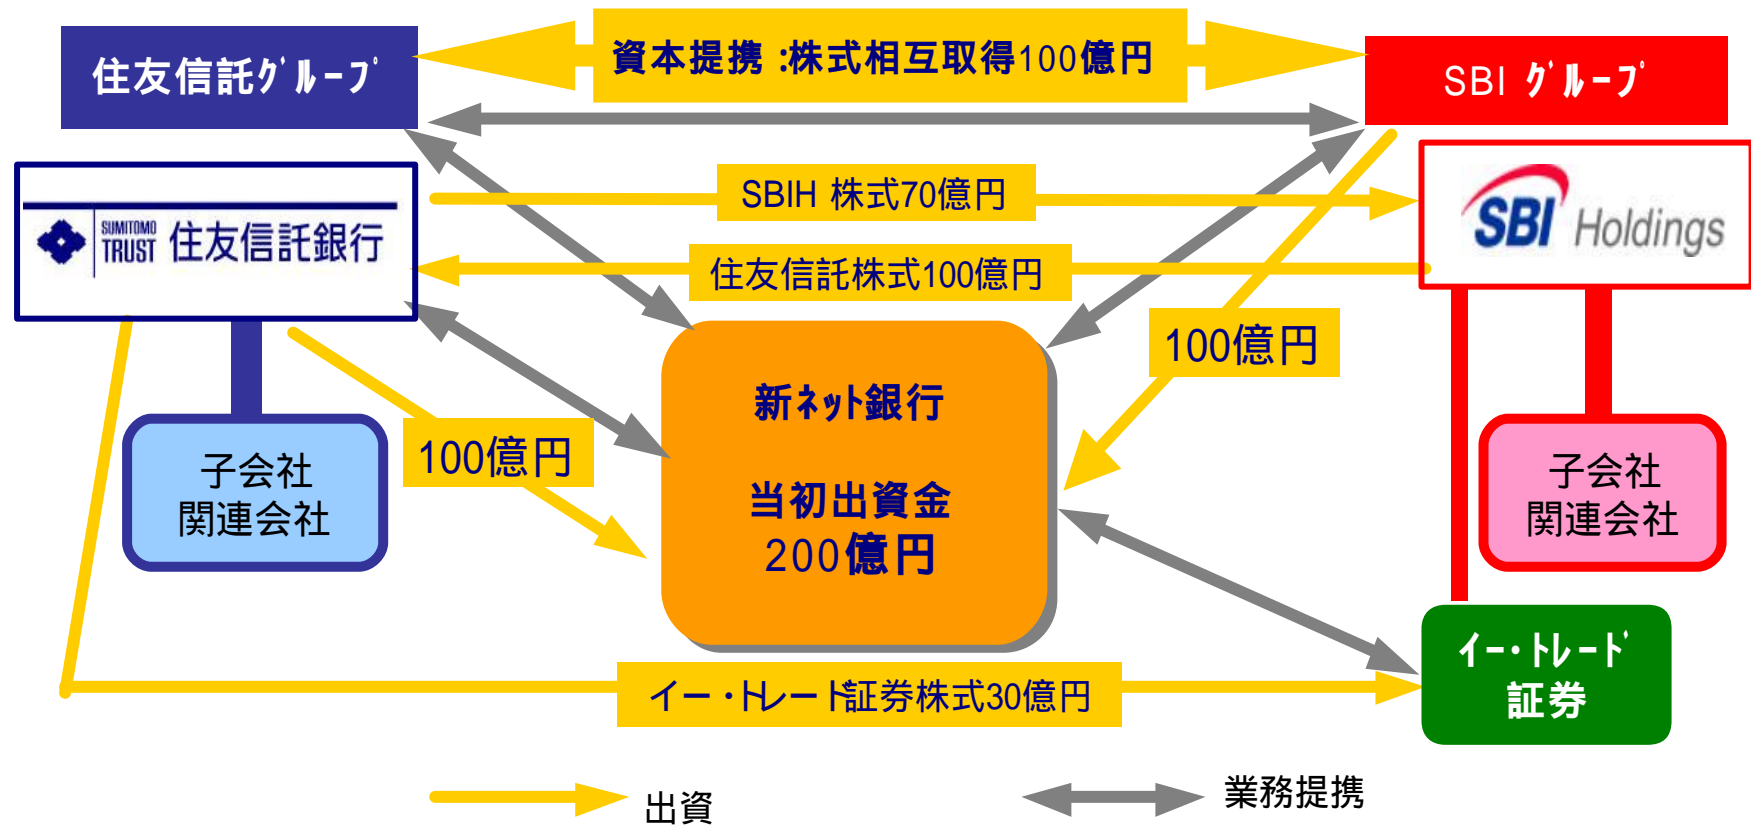 資本提携：株式相互取得100億円
住友信託ｸﾞﾙｰﾌﾟ
SBI ｸﾞﾙｰﾌﾟ
SBIH 株式70億円
SUMITOMO
TRUST 住友信託銀行
SBI Holdings
住友信託株式100億円
100億円
新ﾈｯﾄ銀行
100億円
子会社
関連会社
当初出資金
200億円
子会社
関連会社
イー・トレード証券株式30億円
ｲｰ･ﾄﾚｰﾄﾞ
証券
出資
業務提携